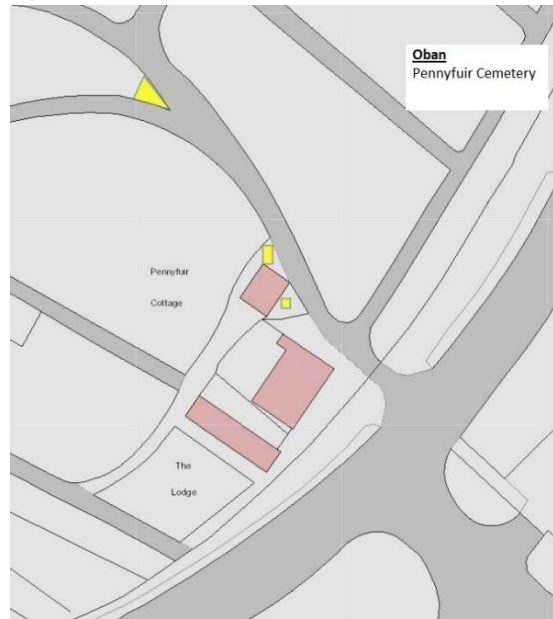 Oban
Pennyfuir Cemetery
Pennyfuir
Cottage
The
Lodge